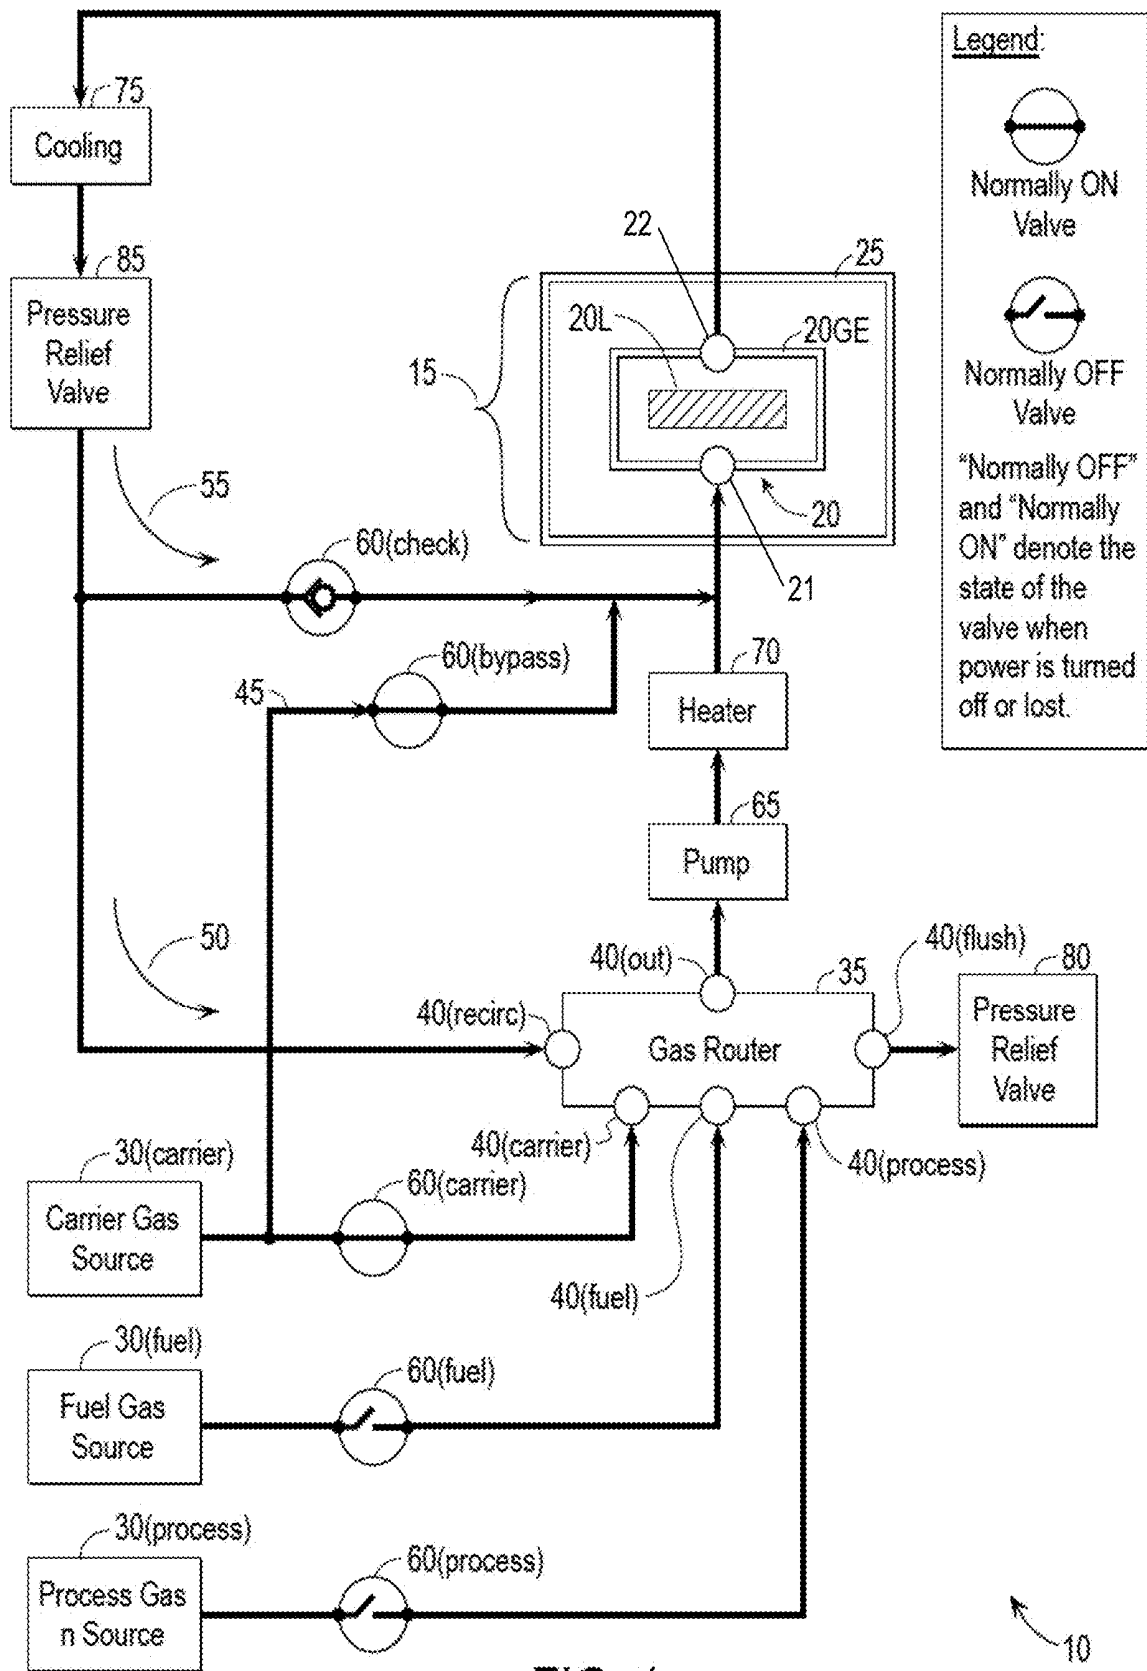 Legend:
Normally ON
Valve
Normally OFF
Valve
"Normally OFF"
and "Normally
ON" denote the
state of the
valve when
power is turned
off or lost.
75
Cooling
85
Pressure
Relief
Valve
22
25
20L
20GE
15
20
21
55
60(check)
60(bypass)
45
70
Heater
65
Pump
50
40(out)
35
40(flush)
80
40(recirc)
Gas Router
Pressure
Relief
Valve
40(carrier)
40(process)
30(carrier)
60(carrier)
Carrier Gas
Source
40(fuel)
30(fuel)
60(fuel)
Fuel Gas
Source
30(process)
60(process)
Process Gas
n Source
10